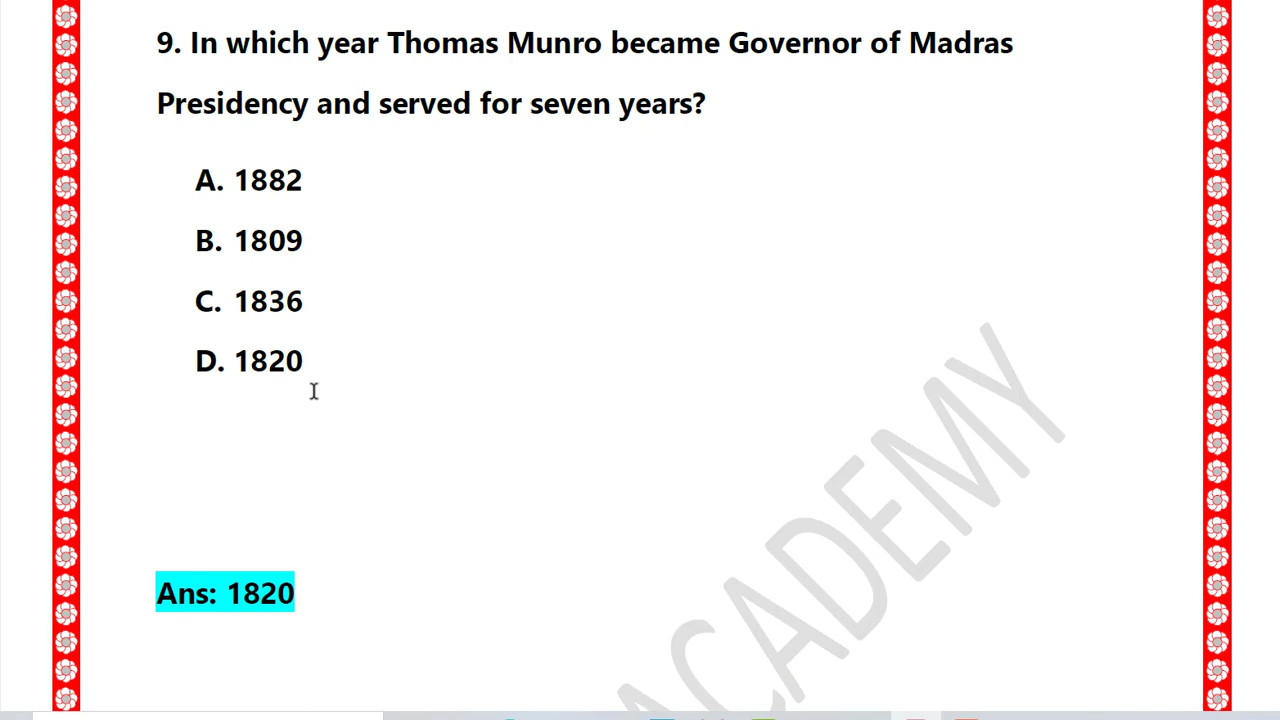 9. In which year Thomas Munro became Governor of Madras
Presidency and served for seven years?
A. 1882
B. 1809
C. 1836
D. 1820
Ans: 1820
ACADEMY